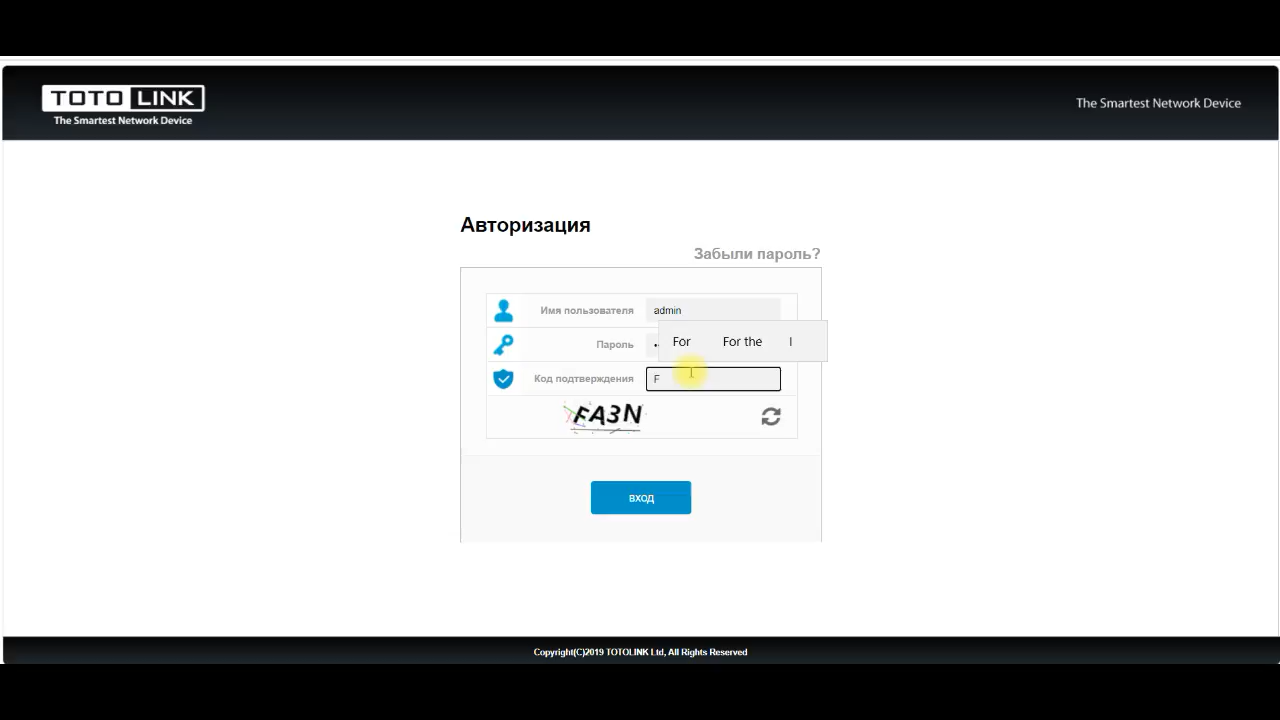 TOTO LINK
The Smartest Network Device
The Smartest Network Device
Авторизация
Забыли пароль?
Имя пользователя admin
For For the I
Пароль
Код подтверждения F
FA3N
вход
Copyright(C)2019 TOTOLINK Ltd, All Rights Reserved